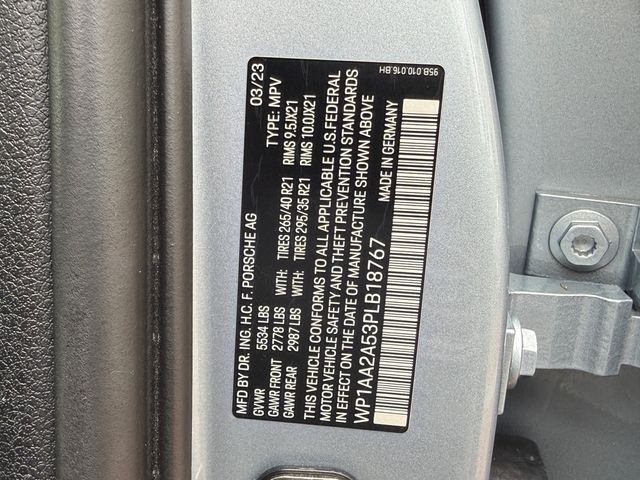 MFD BY DR. ING. H.C. F. PORSCHE AG 03/23
GVWR 5534 LBS TYPE: MPV
GAWR FRONT 2778 LBS WITH: TIRES 265/40 R21 RIMS 9.5JX21
GAWR REAR 2987 LBS WITH: TIRES 295/35 R21 RIMS 10.0JX21
THIS VEHICLE CONFORMS TO ALL APPLICABLE U.S. FEDERAL
MOTOR VEHICLE SAFETY AND THEFT PREVENTION STANDARDS
IN EFFECT ON THE DATE OF MANUFACTURE SHOWN ABOVE
WP1AA2A53PLB18767 MADE IN GERMANY
95B.010.016.BH